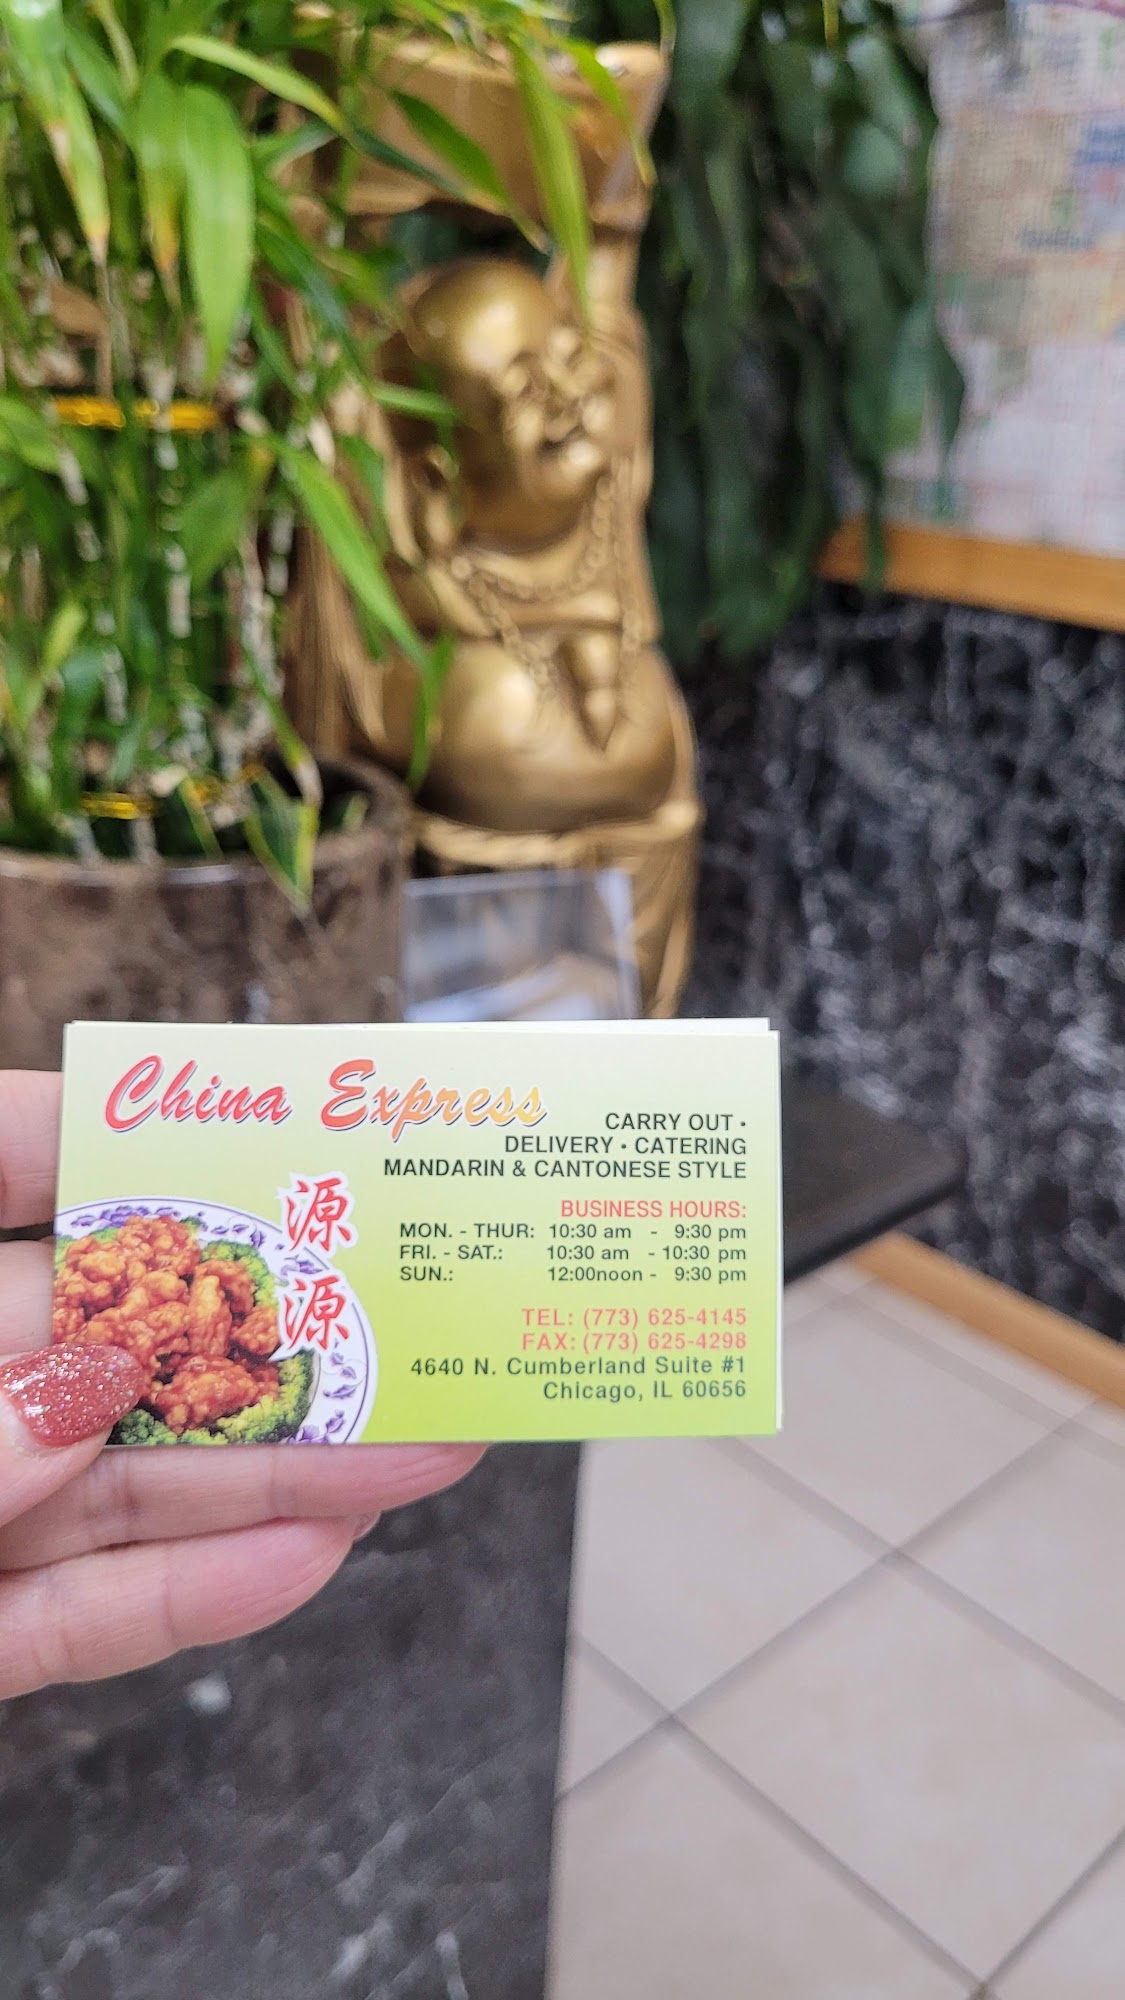 China Express
CARRY OUT •
DELIVERY • CATERING
MANDARIN & CANTONESE STYLE
源
源
BUSINESS HOURS:
MON. - THUR: 10:30 am - 9:30 pm
FRI. - SAT.: 10:30 am - 10:30 pm
SUN.: 12:00noon - 9:30 pm
TEL: (773) 625-4145
FAX: (773) 625-4298
4640 N. Cumberland Suite #1
Chicago, IL 60656